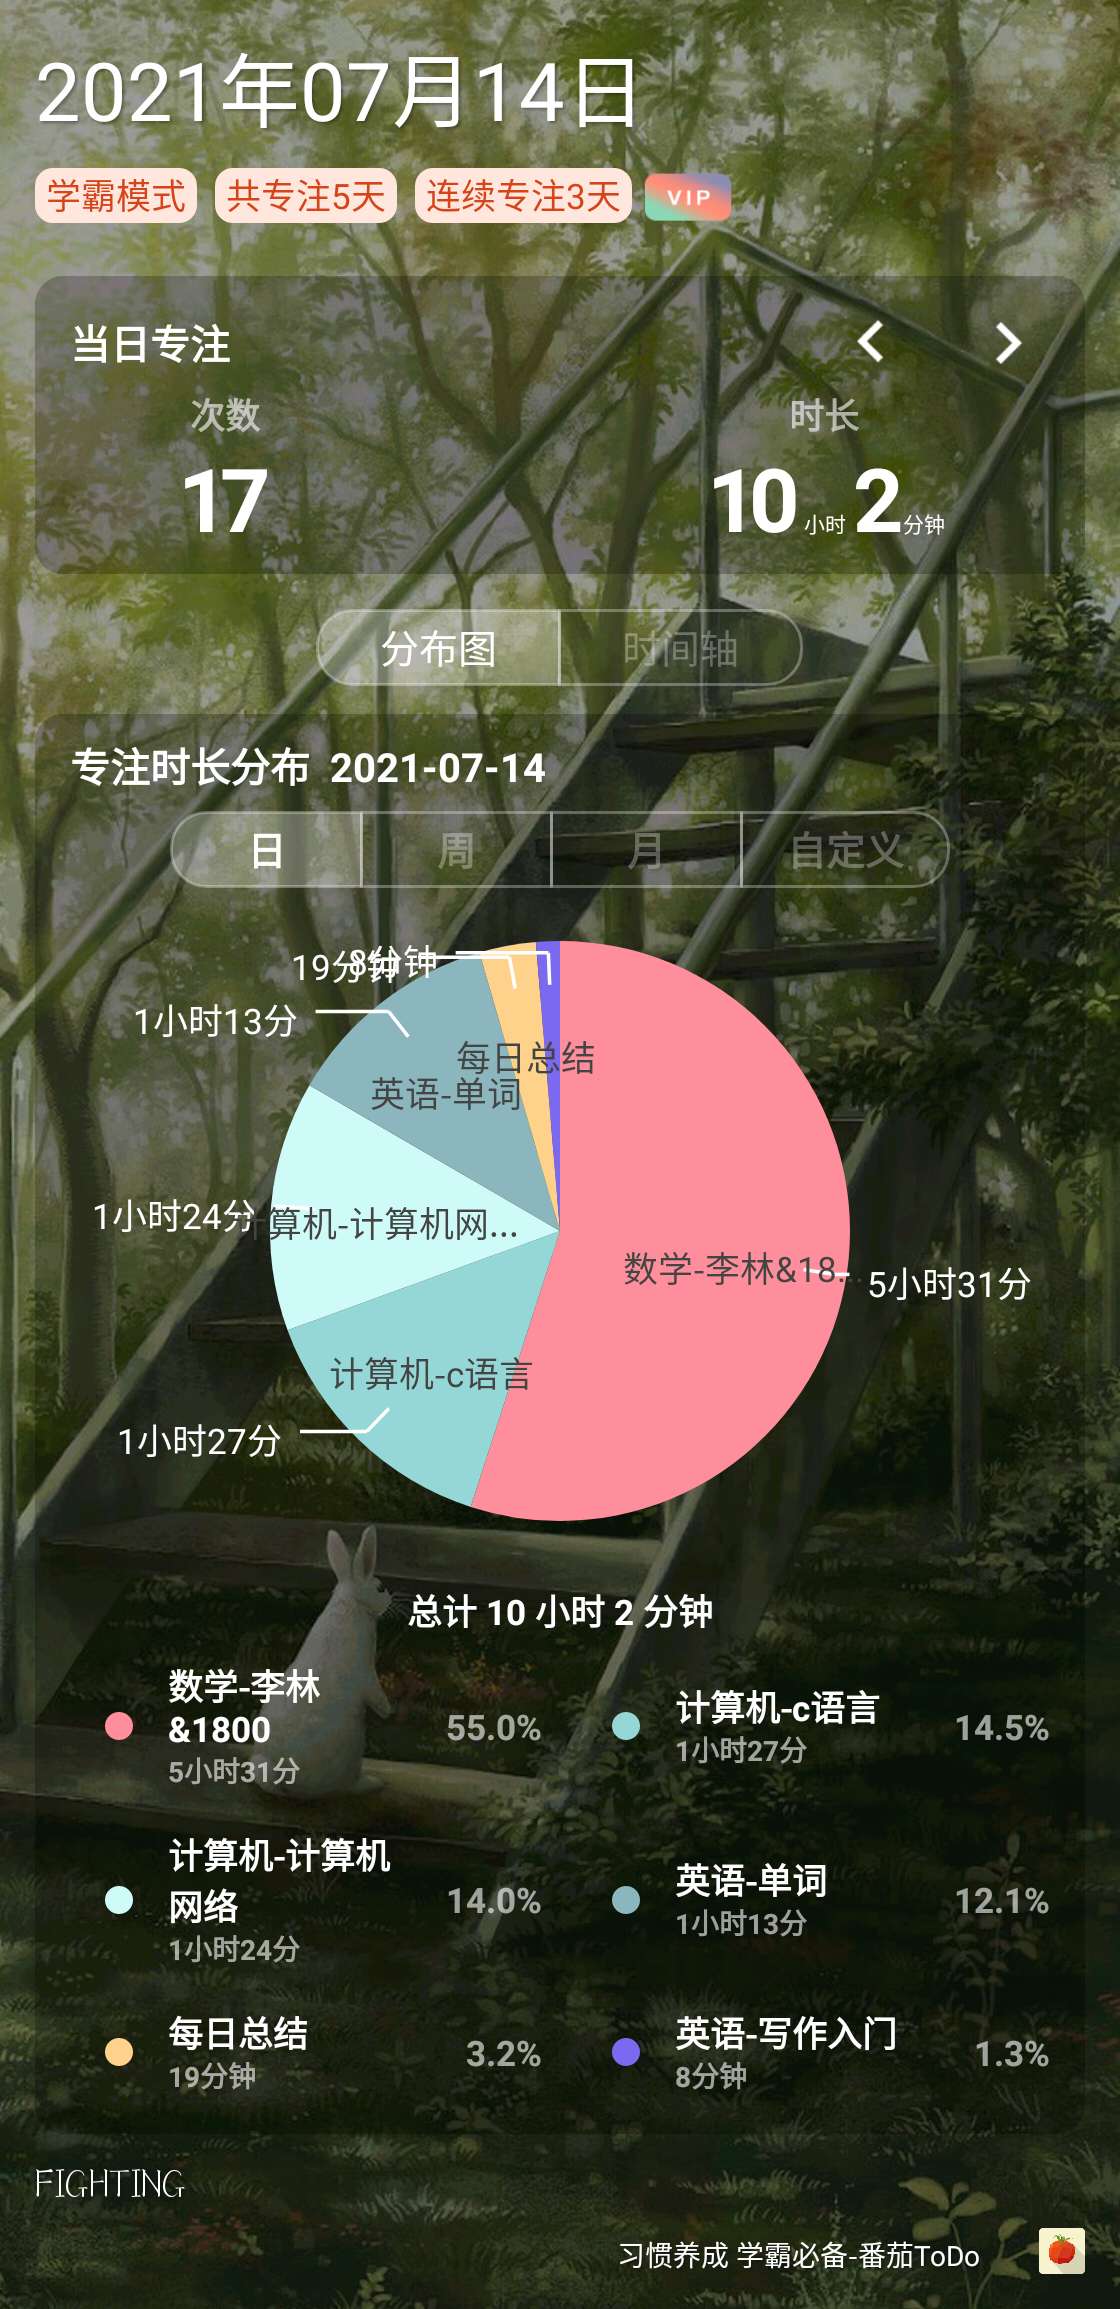 2021年07月14日
学霸模式 共专注5天 连续专注3天 VIP
当日专注
次数 时长
17 10 小时 2 分钟
分布图 时间轴
专注时长分布 2021-07-14
日 周 月 自定义
8分钟
19分钟
1小时13分
每日总结
英语-单词
1小时24分
计算机-计算机网...
数学-李林&18...
5小时31分
计算机-c语言
1小时27分
总计 10 小时 2 分钟
数学-李林
&1800
5小时31分
55.0%
计算机-c语言
1小时27分
14.5%
计算机-计算机
网络
1小时24分
14.0%
英语-单词
1小时13分
12.1%
每日总结
19分钟
3.2%
英语-写作入门
8分钟
1.3%
FIGHTING
习惯养成 学霸必备-番茄ToDo